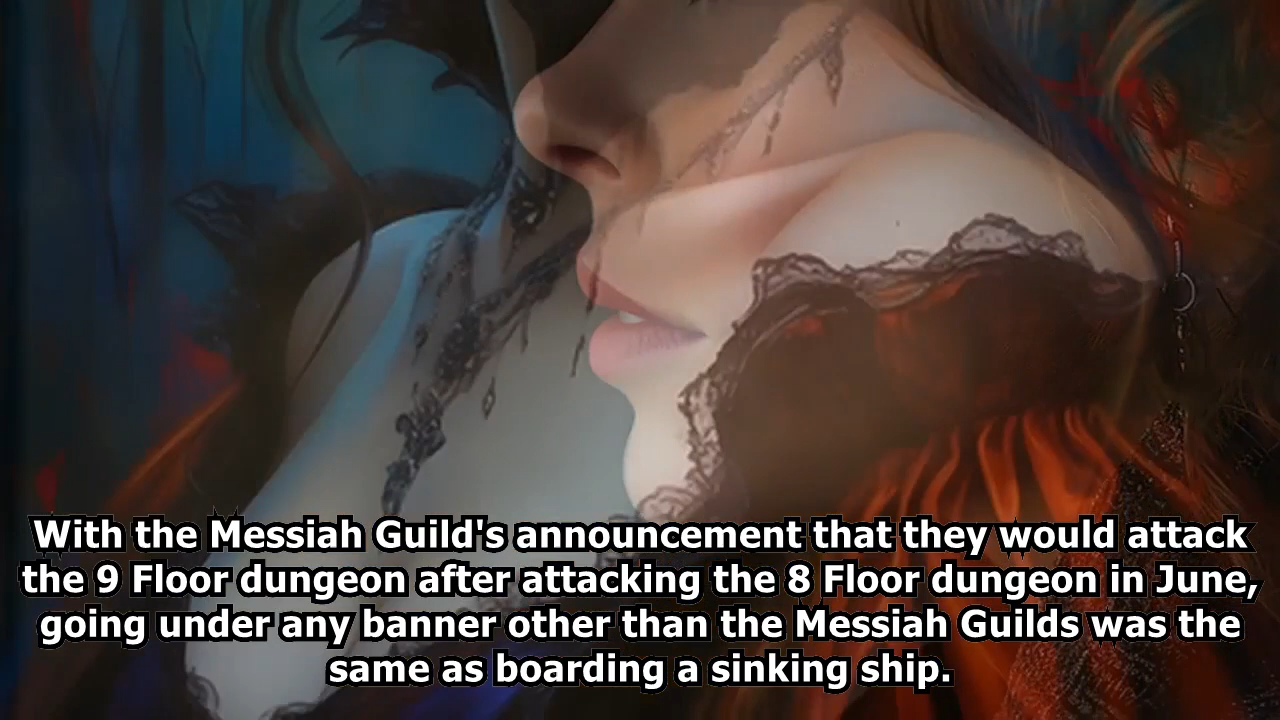 With the Messiah Guild's announcement that they would attack
the 9 Floor dungeon after attacking the 8 Floor dungeon in June,
going under any banner other than the Messiah Guilds was the
same as boarding a sinking ship.